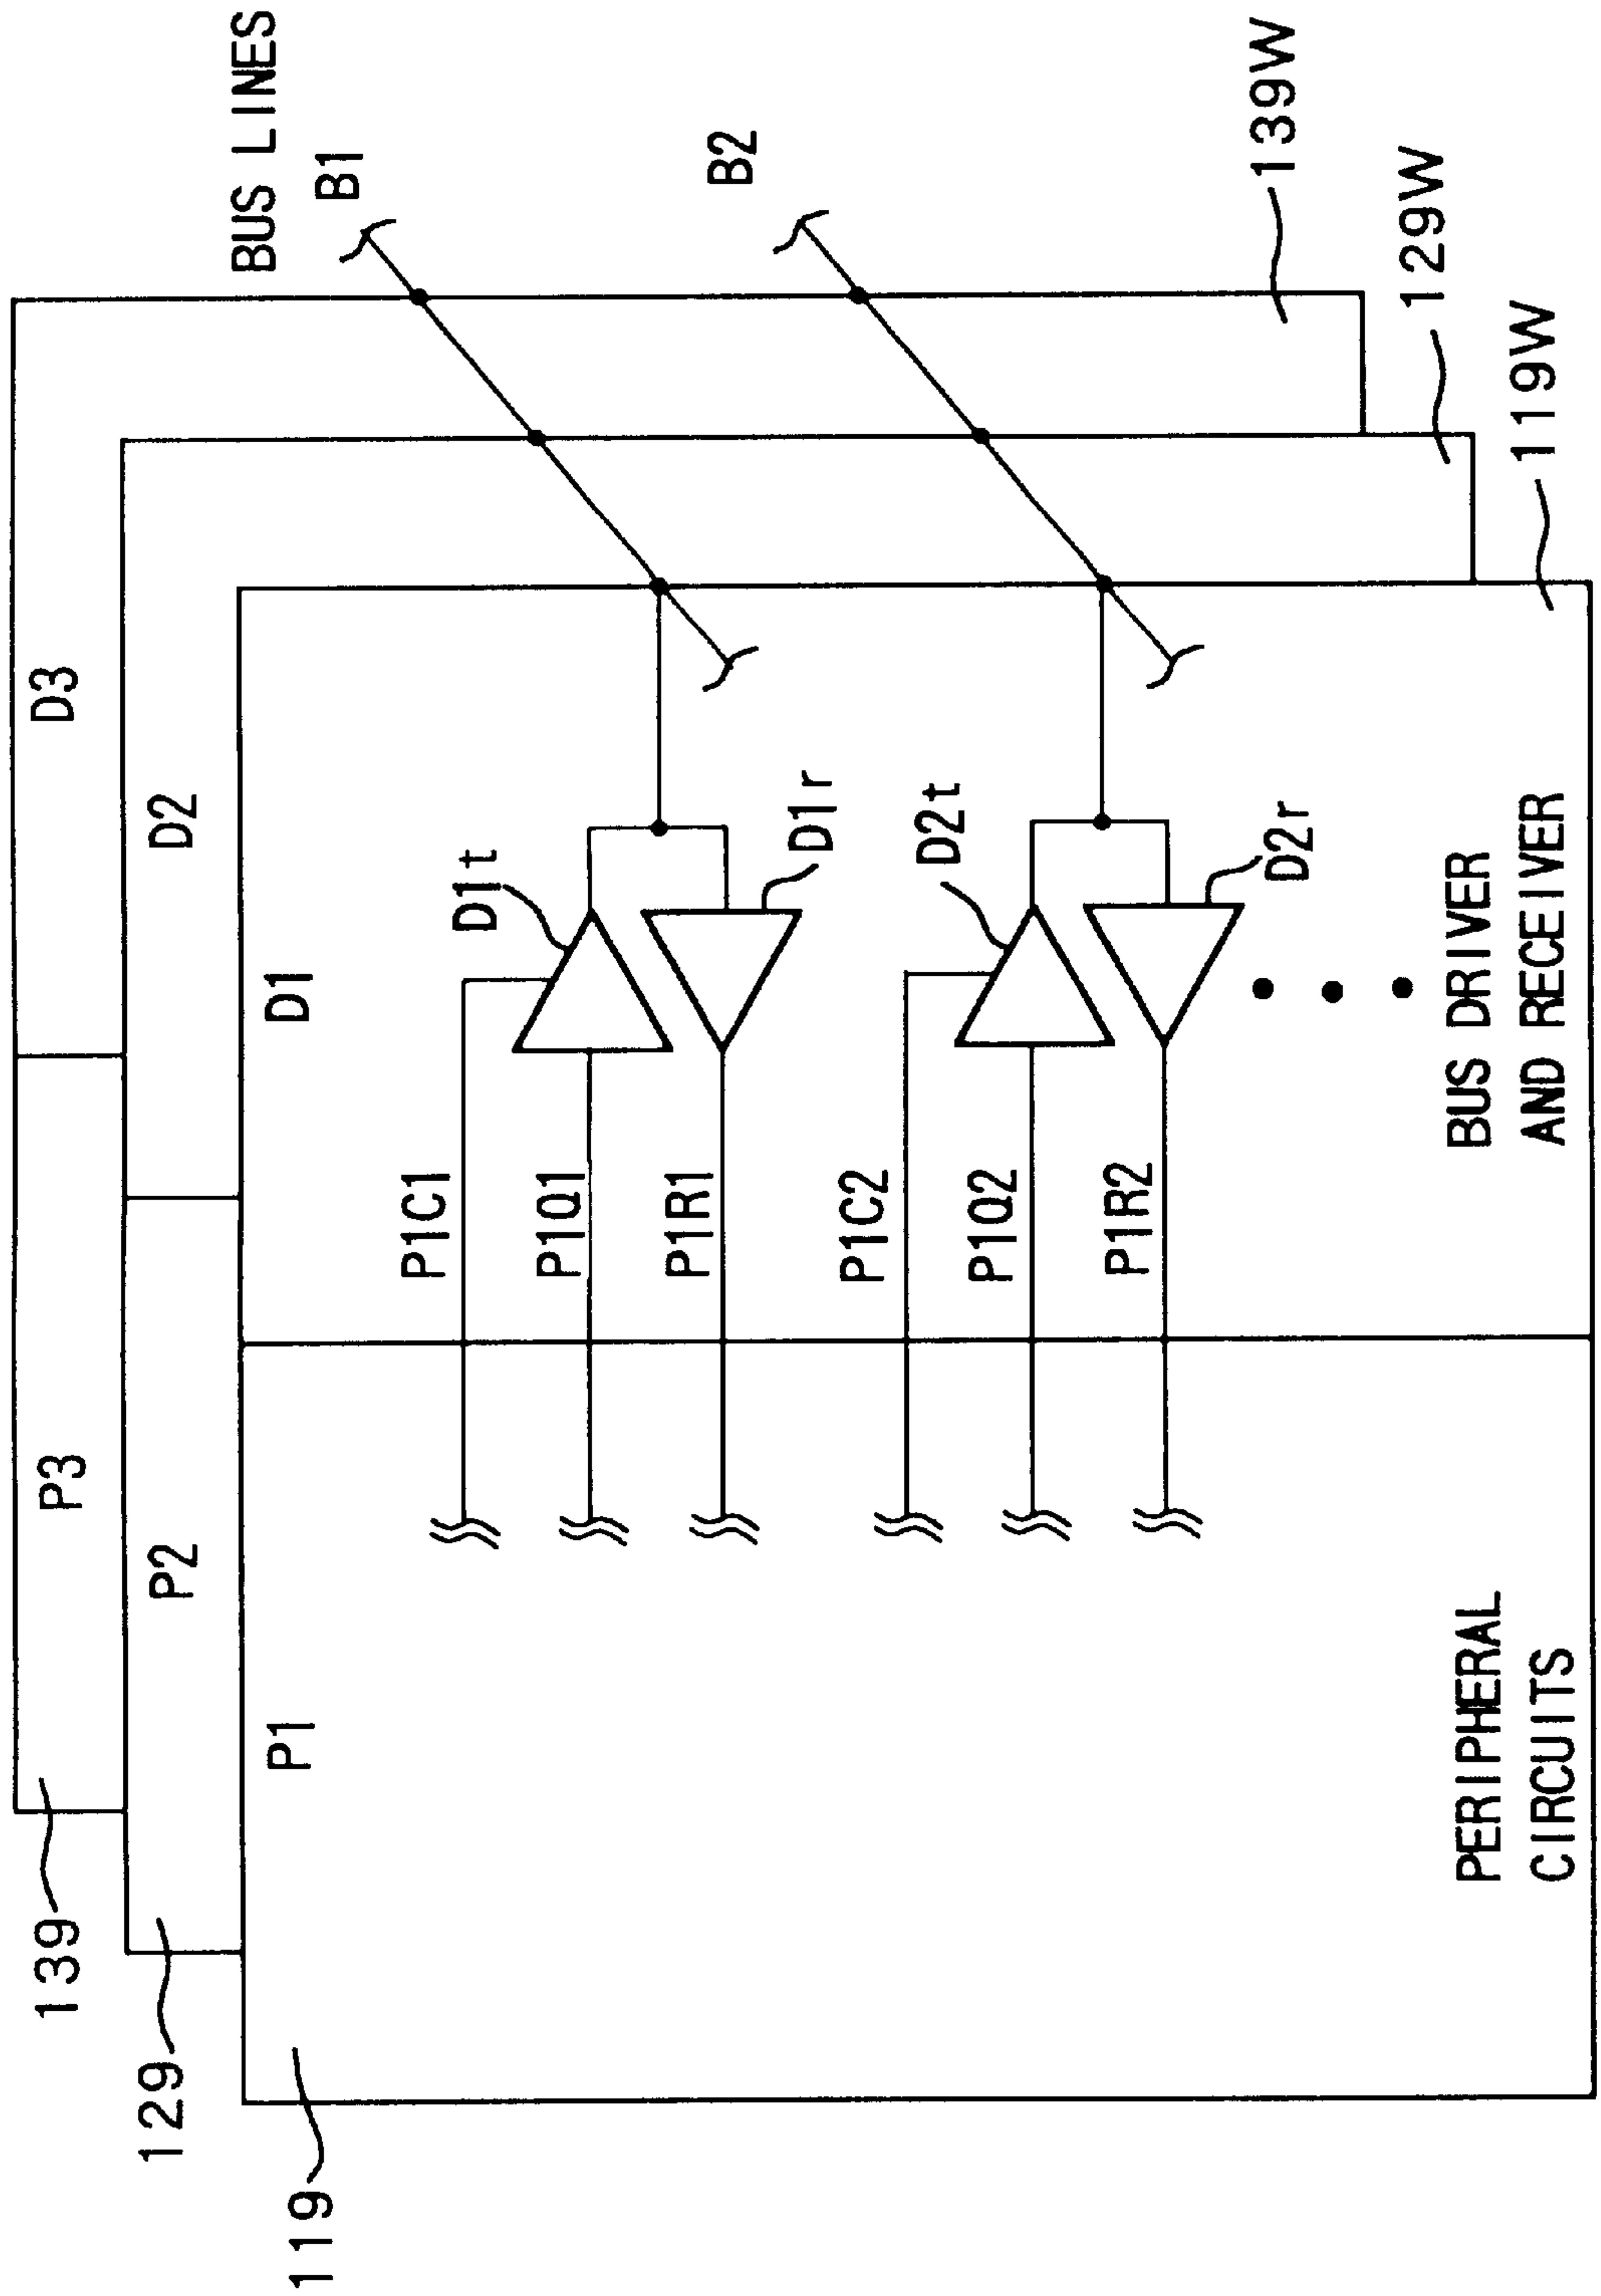 BUS LINES
B1
B2
139W
129W
119W
D3
D2
D1
D1t
D1r
D2t
D2r
BUS DRIVER
AND RECEIVER
P1C1
P1Q1
P1R1
P1C2
P1Q2
P1R2
P3
P2
P1
PERIPHERAL
CIRCUITS
139
129
119